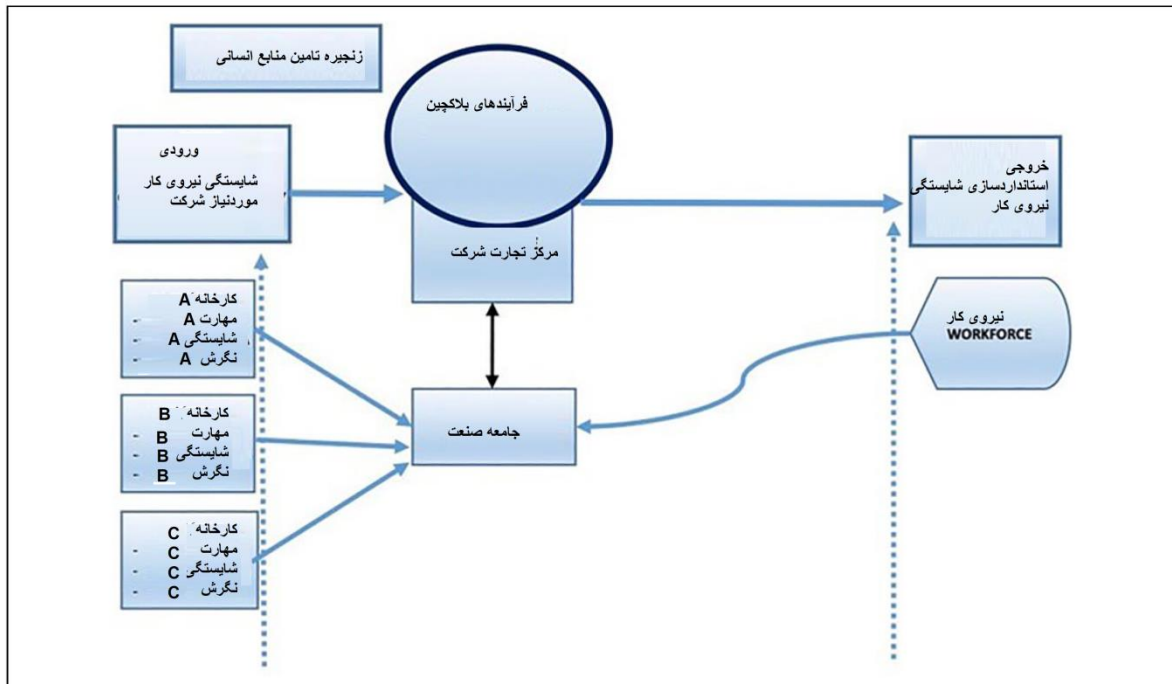 زنجیره تامین منابع انسانی
فرآیندهای بلاکچین
ورودی
شایستگی نیروی کار
موردنیاز شرکت
خروجی
استانداردسازی شایستگی
نیروی کار
مرکز تجارت شرکت
کارخانه A
- مهارت A
- شایستگی A
- نگرش A
نیروی کار
WORKFORCE
جامعه صنعت
کارخانه B
- مهارت B
- شایستگی B
- نگرش B
کارخانه C
- مهارت C
- شایستگی C
- نگرش C